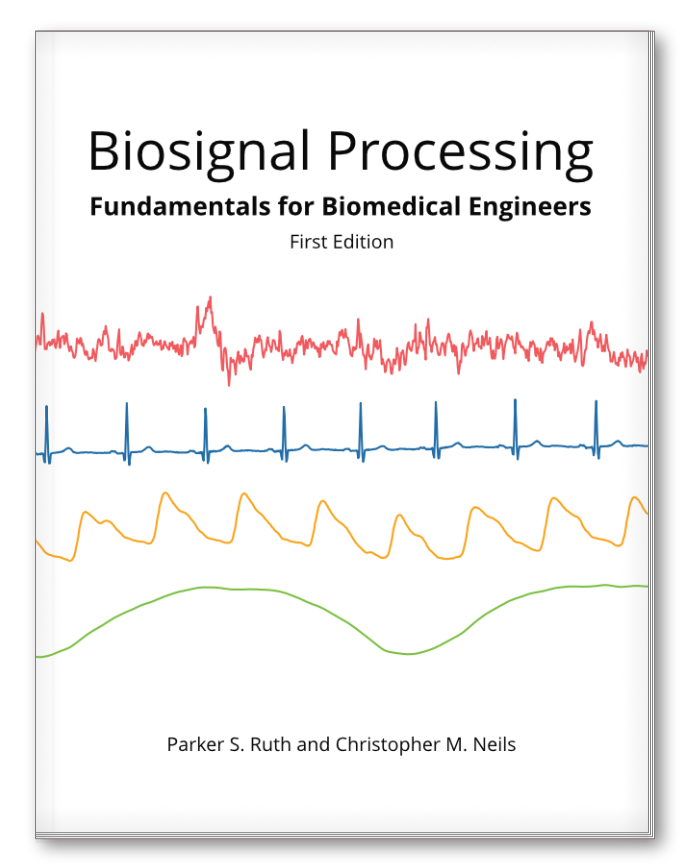 Biosignal Processing
Fundamentals for Biomedical Engineers
First Edition
Parker S. Ruth and Christopher M. Neils